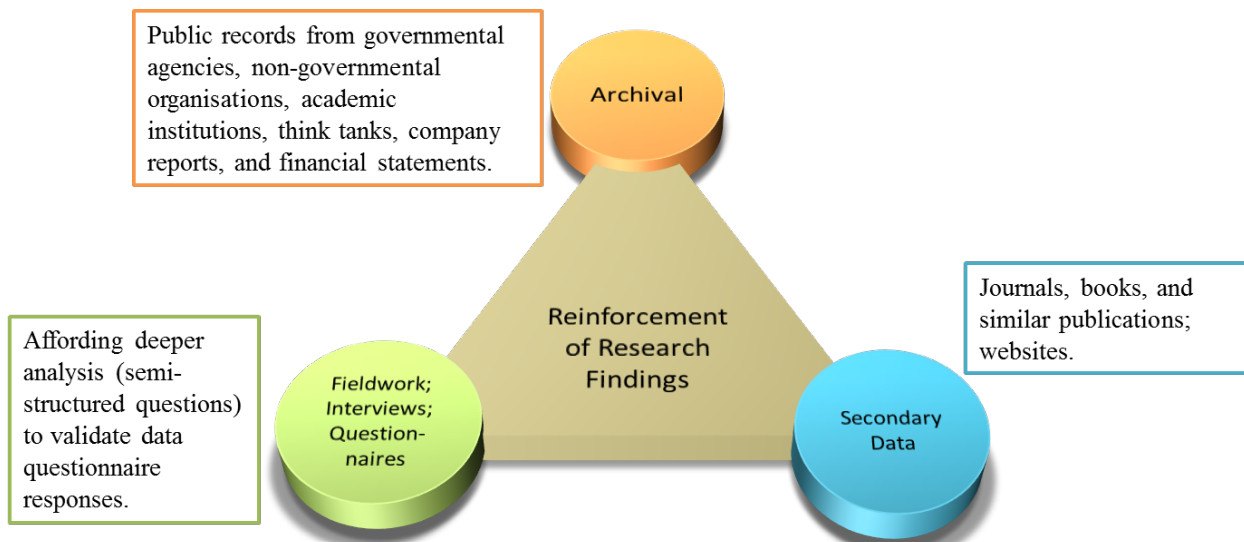 Public records from governmental
agencies, non-governmental
organisations, academic
institutions, think tanks, company
reports, and financial statements.
Archival
Reinforcement
of Research
Findings
Journals, books, and
similar publications;
websites.
Affording deeper
analysis (semi-
structured questions)
to validate data
questionnaire
responses.
Fieldwork;
Interviews;
Question-
naires
Secondary
Data